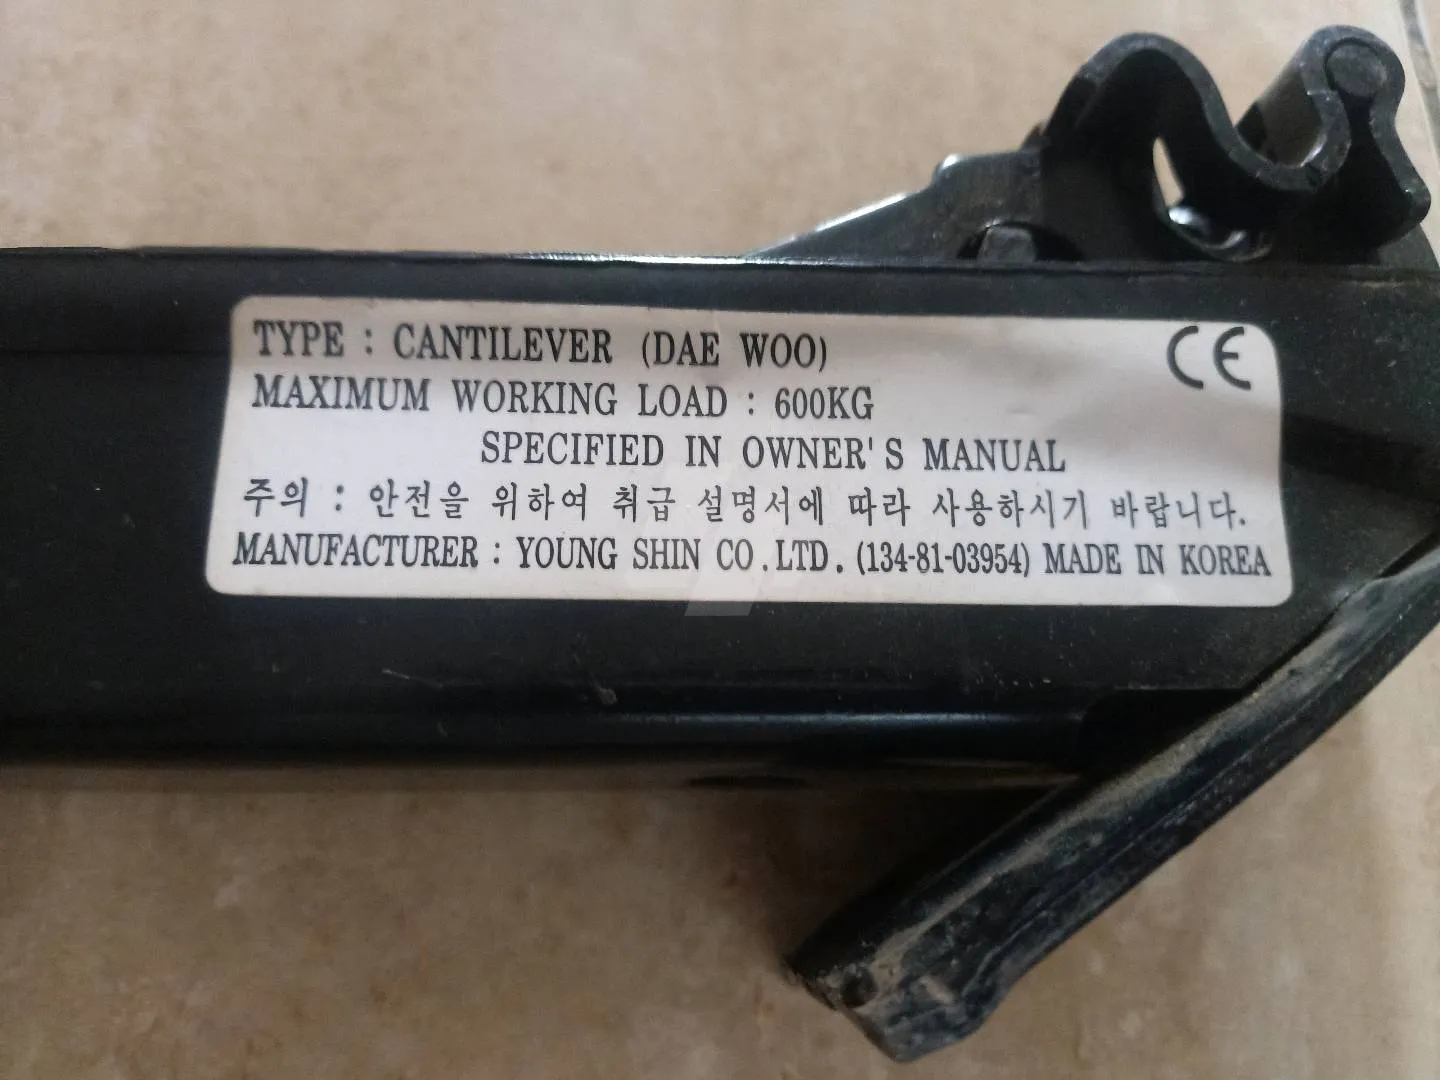 TYPE : CANTILEVER (DAE WOO) CE
MAXIMUM WORKING LOAD : 600KG
SPECIFIED IN OWNER'S MANUAL
주의 : 안전을 위하여 취급 설명서에 따라 사용하시기 바랍니다.
MANUFACTURER : YOUNG SHIN CO.LTD. (134-81-03954) MADE IN KOREA